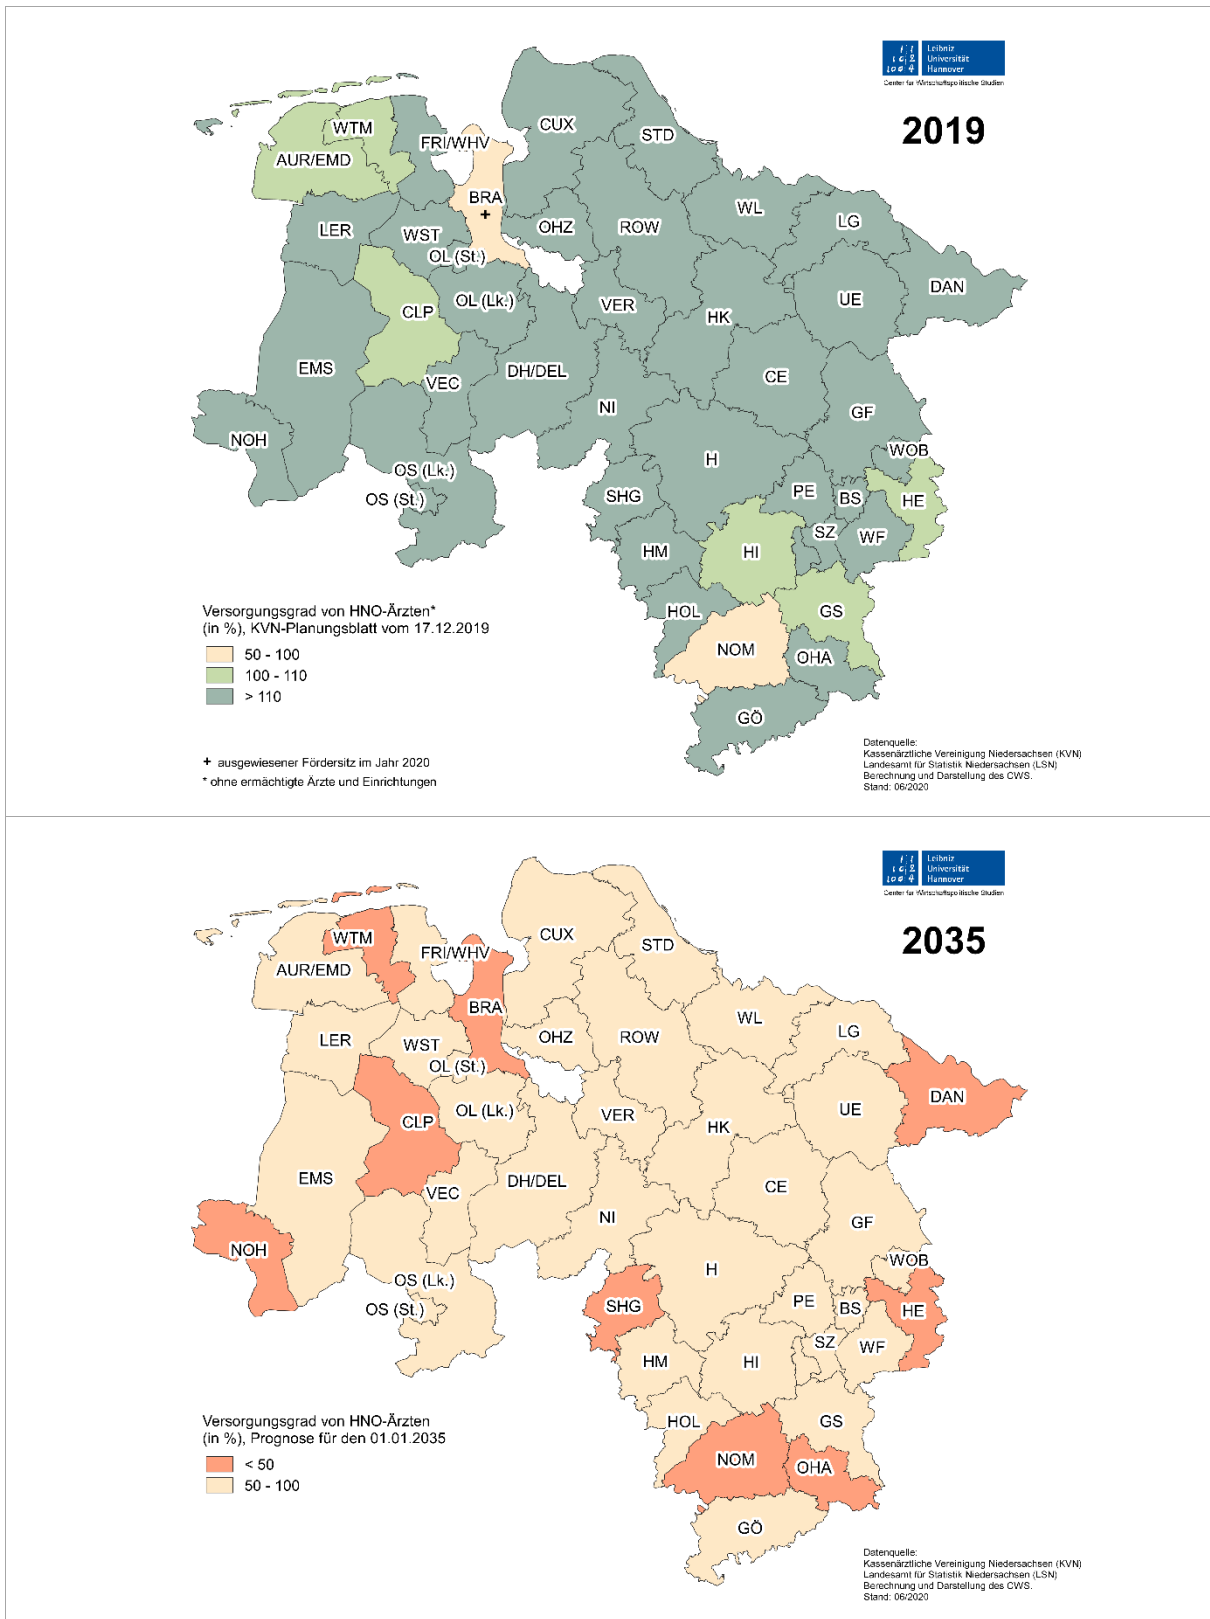 Leibniz
Universität
Hannover
Center für Wirtschaftspolitische Studien
2019
WTM
FRI/WHV
CUX
STD
AUR/EMD
BRA
+
LER
WST
OHZ
ROW
WL
LG
OL (St.)
DAN
CLP
OL (Lk.)
VER
HK
UE
EMS
VEC
DH/DEL
CE
NI
GF
NOH
H
WOB
OS (Lk.)
OS (St.)
SHG
PE
BS
HE
SZ
WF
HM
HI
HOL
GS
NOM
OHA
GÖ
Versorgungsgrad von HNO-Ärzten*
(in %), KVN-Planungsblatt vom 17.12.2019
50 - 100
100 - 110
> 110
+ ausgewiesener Fördersitz im Jahr 2020
* ohne ermächtigte Ärzte und Einrichtungen
Datenquelle:
Kassenärztliche Vereinigung Niedersachsen (KVN)
Landesamt für Statistik Niedersachsen (LSN)
Berechnung und Darstellung des CWS.
Stand: 06/2020
Leibniz
Universität
Hannover
Center für Wirtschaftspolitische Studien
2035
WTM
FRI/WHV
CUX
STD
AUR/EMD
BRA
LER
WST
OHZ
ROW
WL
LG
OL (St.)
DAN
CLP
OL (Lk.)
VER
HK
UE
EMS
VEC
DH/DEL
CE
NI
GF
NOH
H
WOB
OS (Lk.)
OS (St.)
SHG
PE
BS
HE
SZ
WF
HM
HI
HOL
GS
NOM
OHA
GÖ
Versorgungsgrad von HNO-Ärzten
(in %), Prognose für den 01.01.2035
< 50
50 - 100
Datenquelle:
Kassenärztliche Vereinigung Niedersachsen (KVN)
Landesamt für Statistik Niedersachsen (LSN)
Berechnung und Darstellung des CWS.
Stand: 06/2020